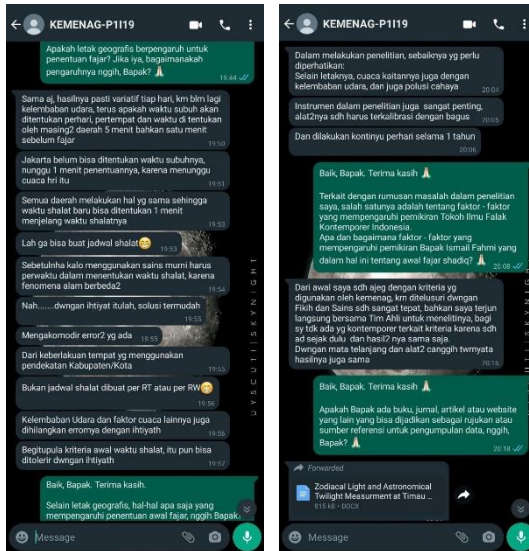 KEMENAG-P1I19
Apakah letak geografis berpengaruh untuk
penentuan fajar? Jika iya, bagaimanakah
pengaruhnya nggih, Bapak?
19:44
Sama aj, hasilnya pasti variatif tiap hari, krn blm lagi
kelembaban udara, terus apakah waktu subuh akan
ditentukan perhari, pertempat dan waktu di tentukan
oleh masing2 daerah 5 menit bahkan satu menit
sebelum fajar
19:50
Jakarta belum bisa ditentukan waktu subuhnya,
nunggu 1 menit penentuannya, karena menunggu
cuaca hri itu
19:51
Semua daerah melakukan hal yg sama sehingga
waktu shalat baru bisa ditentukan 1 menit
menjelang waktu shalatnya
19:53
Lah ga bisa buat jadwal shalat
19:53
Sebetulnha kalo menggunakan sains murni harus
perwaktu dalam menentukan waktu shalat, karena
fenomena alam berbeda2
19:54
Nah.......dwngan ihtiyat itulah, solusi termudah
19:55
Mengakomodir error2 yg ada
19:55
Dari keberlakuan tempat yg menggunakan
pendekatan Kabupaten/Kota
19:55
Bukan jadwal shalat dibuat per RT atau per RW
19:56
Kelembaban Udara dan faktor cuaca lainnya juga
dihilangkan errornya dengan ihtiyath
19:56
Begitupula kriteria awal waktu shalat, itu pun bisa
ditolerir dwngan ihtiyath
19:57
Baik, Bapak. Terima kasih.
Selain letak geografis, hal-hal apa saja yang
mempengaruhi penentuan awal fajar, nggih Bapak
Message
UYSCUTI | SKYNIGHT
KEMENAG-P1I19
Dalam melakukan penelitian, sebaiknya yg perlu
diperhatikan:
Selain letaknya, cuaca kaitannya juga dengan
kelembaban udara, dan juga polusi cahaya
20:04
Instrumen dalam penelitian juga sangat penting,
alat2nya sdh harus terkalibrasi dengan bagus
20:05
Dan dilakukan kontinyu perhari selama 1 tahun
20:06
Baik, Bapak. Terima kasih
Terkait dengan rumusan masalah dalam penelitian
saya, salah satunya adalah tentang faktor - faktor
yang mempengaruhi pemikiran Tokoh Ilmu Falak
Kontemporer Indonesia.
Apa dan bagaimana faktor - faktor yang
mempengaruhi pemikiran Bapak Ismail Fahmi yang
dalam hal ini tentang awal fajar shadiq?
20:08
Dari awal saya sdh ajeg dengan kriteria yg
digunakan oleh kemenag, krn ditelusuri dwngan
Fikih dan Sains sdh sangat tepat, bahkan saya terjun
langsung bersama Tim Ahli untuk menelitinya, bagi
sy tdk ada yg kontemporer terkait kriteria karena sdh
ad sejak dulu dan hasil2 nya sama saja.
Dwngan mata telanjang dan alat2 canggih twrnyata
hasilnya juga sama
20:16
Baik, Bapak. Terima kasih
Apakah Bapak ada buku, jurnal, artikel atau website
yang lain yang bisa dijadikan sebagai rujukan atau
sumber referensi untuk pengumpulan data, nggih,
Bapak?
20:18
Forwarded
Zodiacal Light and Astronomical
Twilight Measurment at Timau ...
815 kB • DOCX
Message
UYSCUTI | SKYNIGHT